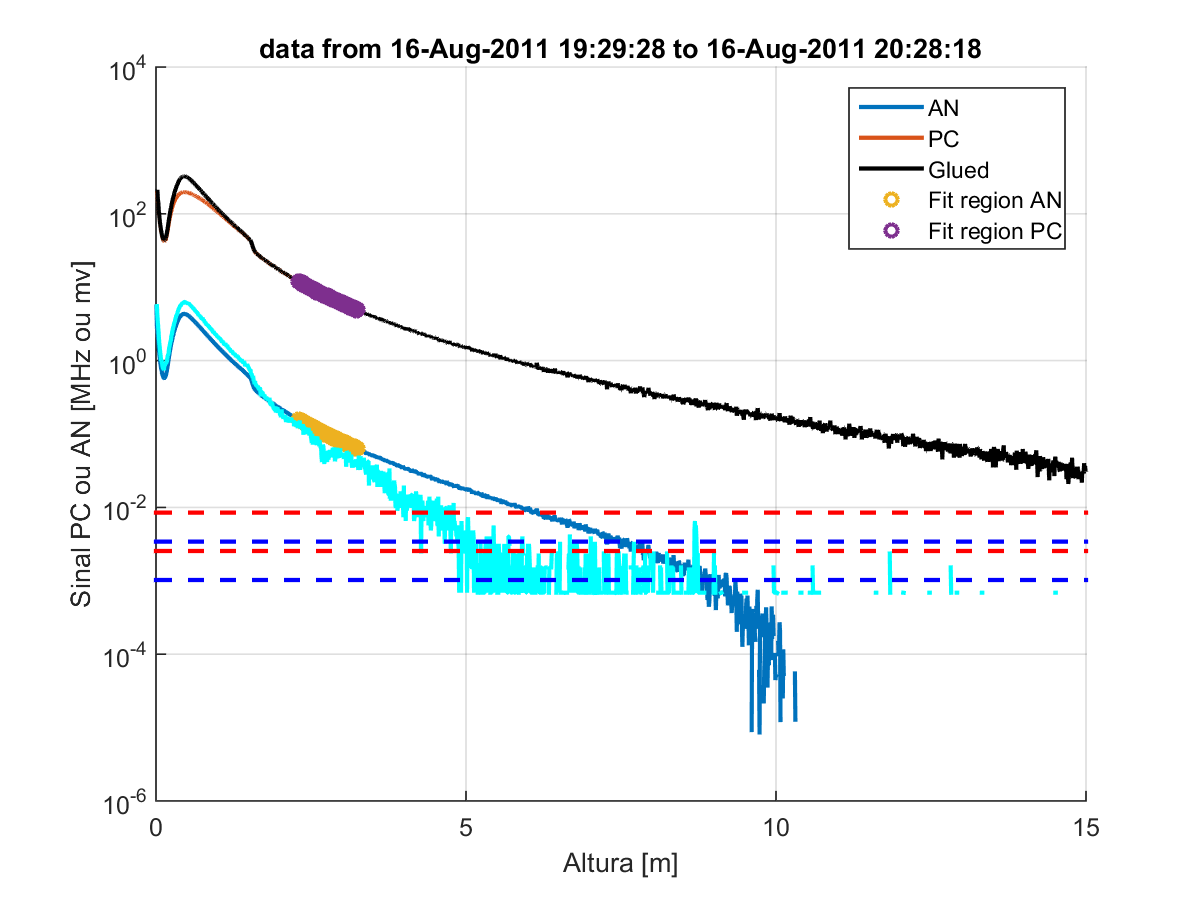 data from 16-Aug-2011 19:29:28 to 16-Aug-2011 20:28:18
10^4
10^2
10^0
10^-2
10^-4
10^-6
Sinal PC ou AN [MHz ou mv]
AN
PC
Glued
Fit region AN
Fit region PC
0 5 10 15
Altura [m]